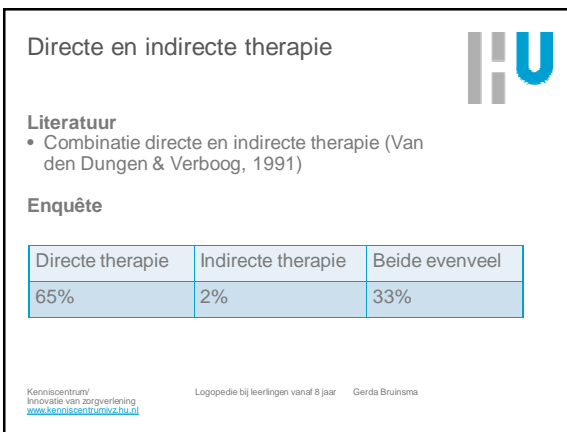 Directe en indirecte therapie
HU
Literatuur
• Combinatie directe en indirecte therapie (Van
den Dungen & Verboog, 1991)
Enquête
Directe therapie Indirecte therapie Beide evenveel
65% 2% 33%
Kenniscentrum/
Innovatie van zorgverlening
www.kenniscentrumivz.hu.nl
Logopedie bij leerlingen vanaf 8 jaar Gerda Bruinsma